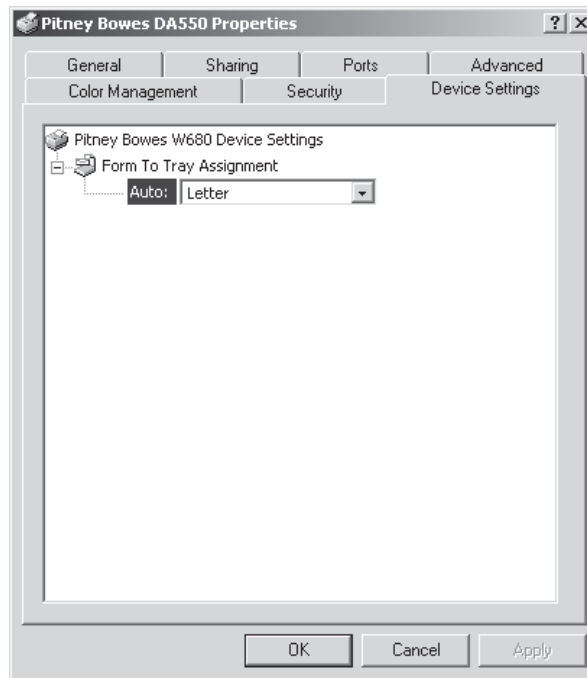 Pitney Bowes DA550 Properties ? X
General Sharing Ports Advanced
Color Management Security Device Settings
Pitney Bowes W680 Device Settings
Form To Tray Assignment
Auto: Letter
OK Cancel Apply